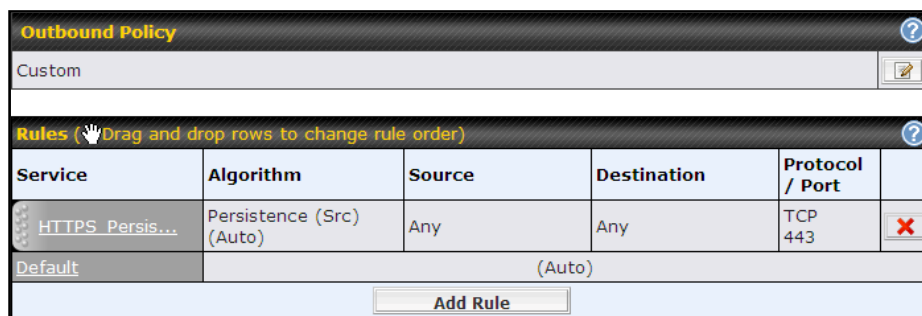 Outbound Policy
Custom
Rules (Drag and drop rows to change rule order)
Service Algorithm Source Destination Protocol / Port
HTTPS_Persis... Persistence (Src) (Auto) Any Any TCP 443
Default (Auto)
Add Rule